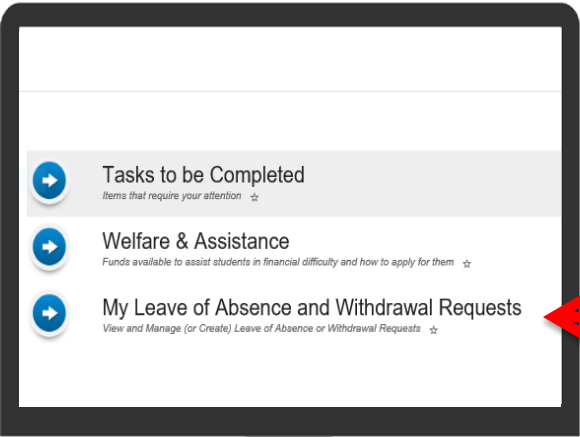 Tasks to be Completed
Items that require your attention ☆
Welfare & Assistance
Funds available to assist students in financial difficulty and how to apply for them ☆
My Leave of Absence and Withdrawal Requests
View and Manage (or Create) Leave of Absence or Withdrawal Requests ☆